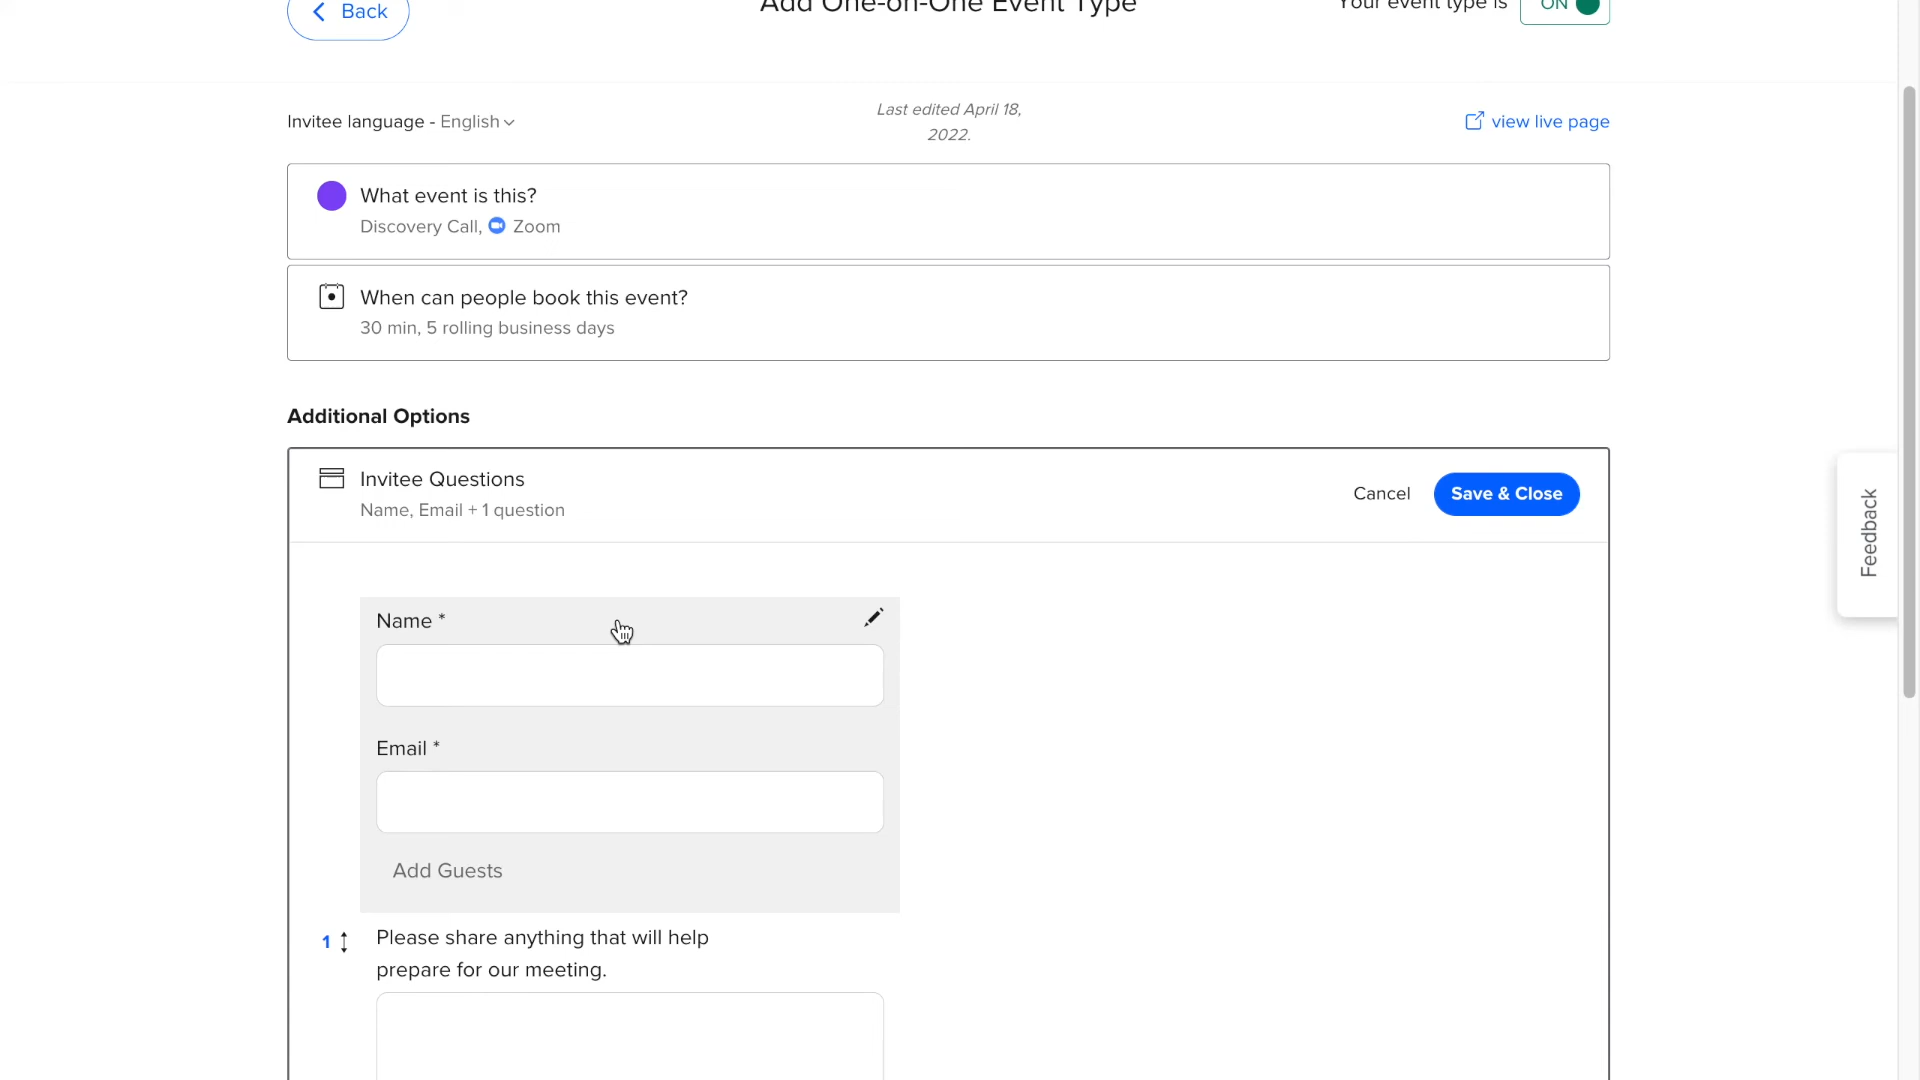 Back
Add One-on-One Event Type
Your event type is
ON
Invitee language - English
Last edited April 18,
2022.
view live page
What event is this?
Discovery Call, Zoom
When can people book this event?
30 min, 5 rolling business days
Additional Options
Invitee Questions
Name, Email + 1 question
Cancel
Save & Close
Feedback
Name *
Email *
Add Guests
1
Please share anything that will help
prepare for our meeting.